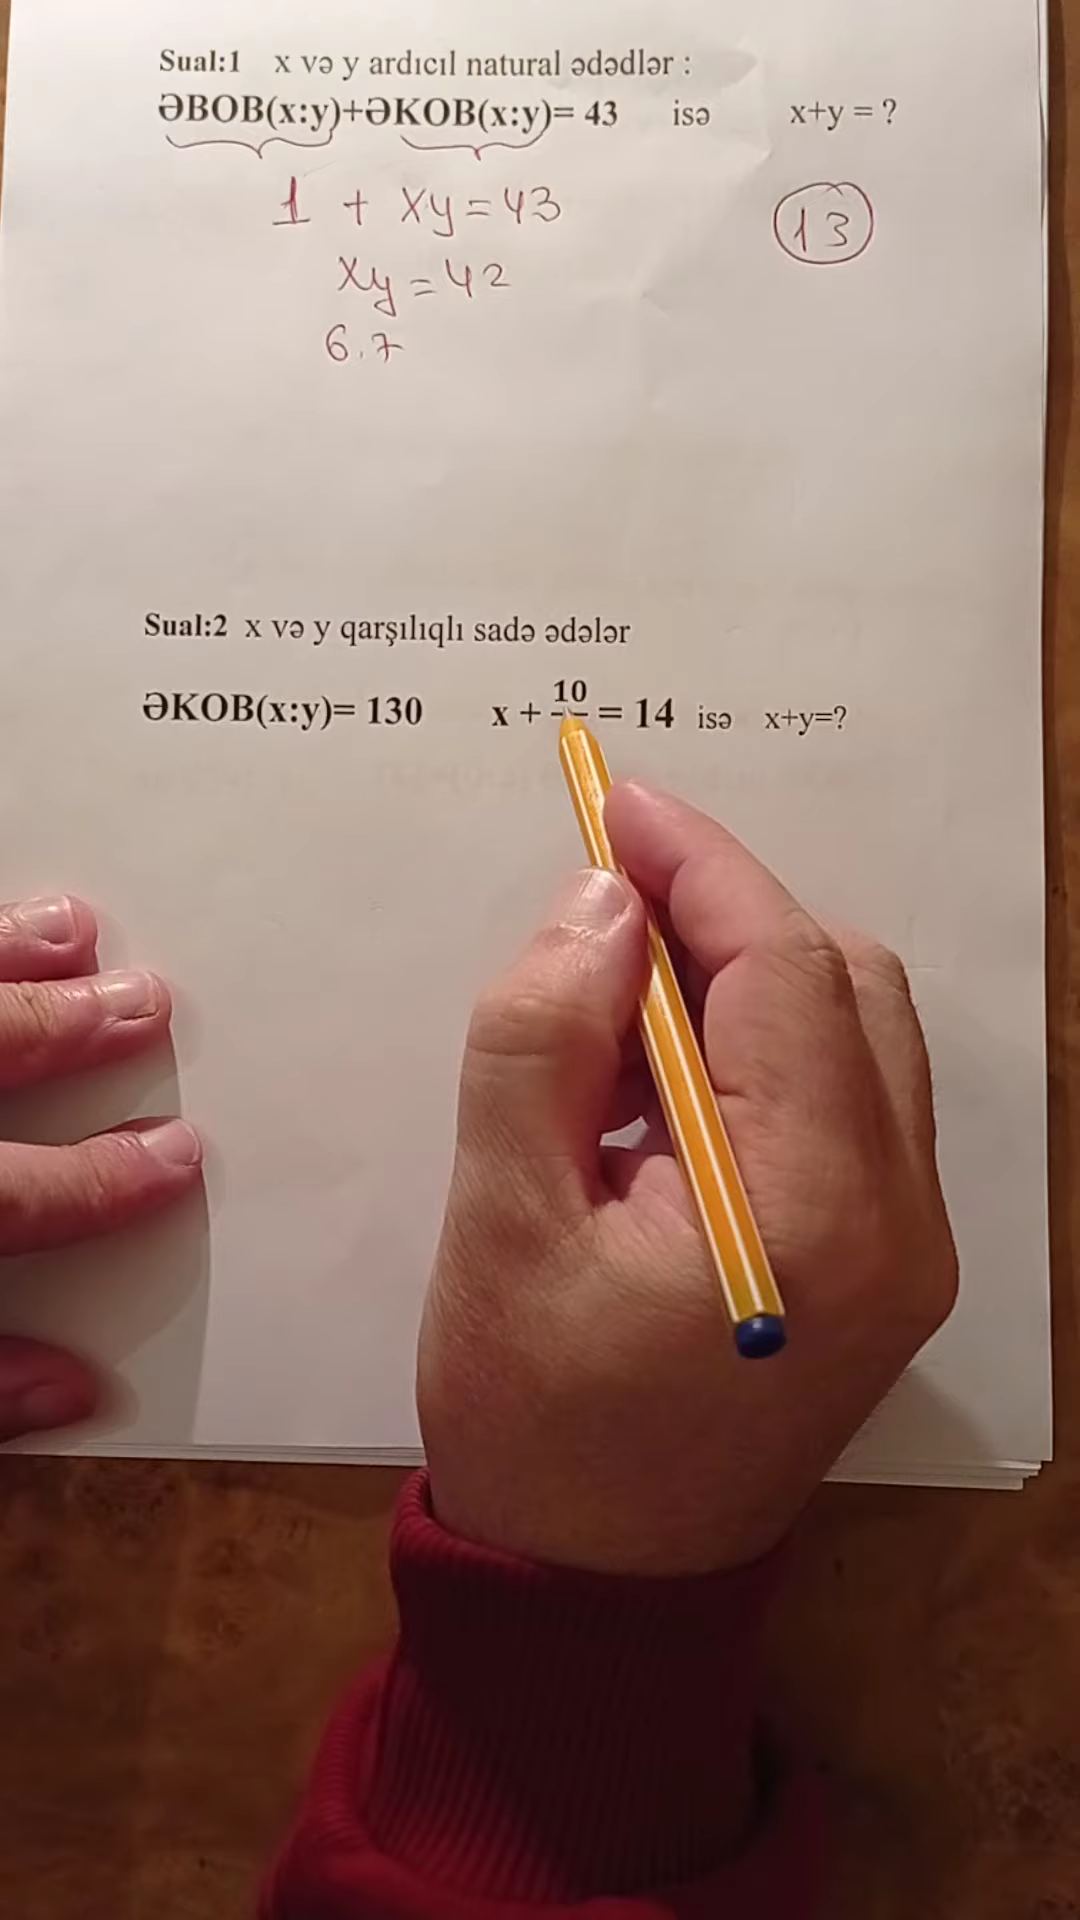 Sual:1 x və y ardıcıl natural ədədlər :
ƏBOB(x:y)+ƏKOB(x:y)= 43 isə x+y = ?
1 + xy = 43
13
xy = 42
6.7
Sual:2 x və y qarşılıqlı sadə ədələr
ƏKOB(x:y)= 130 x + 10 = 14 isə x+y=?